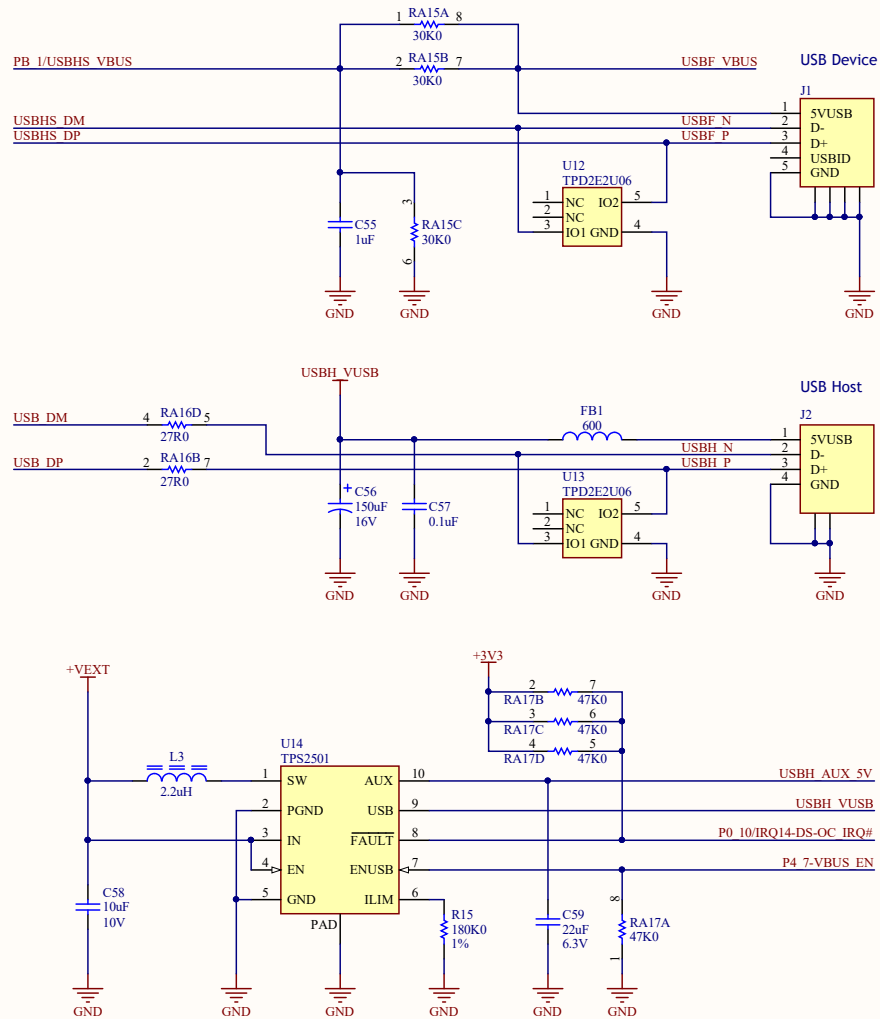 1 RA15A 8
30K0
PB_1/USBHS_VBUS
2 RA15B 7
30K0
USBF_VBUS
USB Device
J1
1 5VUSB
2 D-
3 D+
4 USBID
5 GND
USBHS_DM
USBF_N
USBHS_DP
USBF_P
U12
TPD2E2U06
1 NC IO2 5
2 NC
3 IO1 GND 4
C55
1uF
3
RA15C
30K0
6
GND
GND
GND
GND
USBH_VUSB
USB Host
J2
USB_DM
4 RA16D 5
27R0
FB1
600
1 5VUSB
2 D-
3 D+
4 GND
USBH_N
USB_DP
2 RA16B 7
27R0
USBH_P
U13
TPD2E2U06
1 NC IO2 5
2 NC
3 IO1 GND 4
+
C56
150uF
16V
C57
0.1uF
GND
GND
GND
GND
+VEXT
+3V3
2 7
RA17B 47K0
3 6
RA17C 47K0
4 5
RA17D 47K0
L3
2.2uH
U14
TPS2501
1 SW AUX 10
USBH_AUX_5V
2 PGND USB 9
USBH_VUSB
3 IN FAULT 8
P0_10/IRQ14-DS-OC_IRQ#
4 EN ENUSB 7
P4_7-VBUS_EN
5 GND ILIM 6
PAD
C58
10uF
10V
R15
180K0
1%
C59
22uF
6.3V
8
RA17A
47K0
1
GND
GND
GND
GND
GND
GND